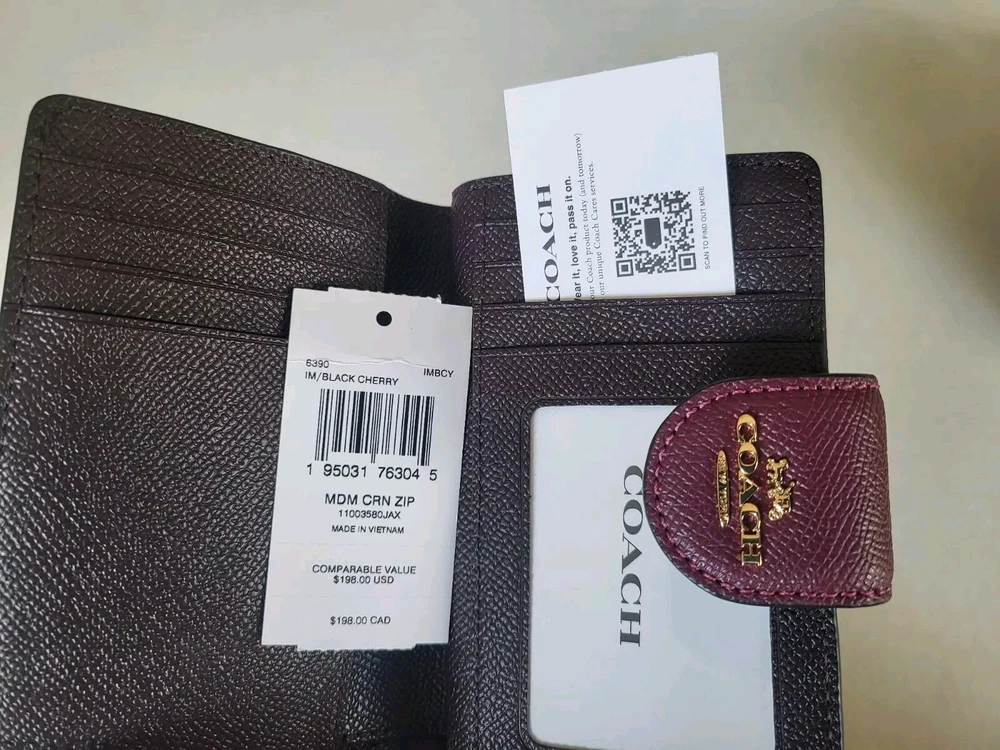 COACH
ear it, love it, pass it on.
our Coach product today (and tomorrow)
our unique Coach Cares services.
SCAN TO FIND OUT MORE
6390 IMBCY
IM/BLACK CHERRY
1 95031 76304 5
MDM CRN ZIP
11003580JAX
MADE IN VIETNAM
COMPARABLE VALUE
$198.00 USD
$198.00 CAD
COACH
COACH